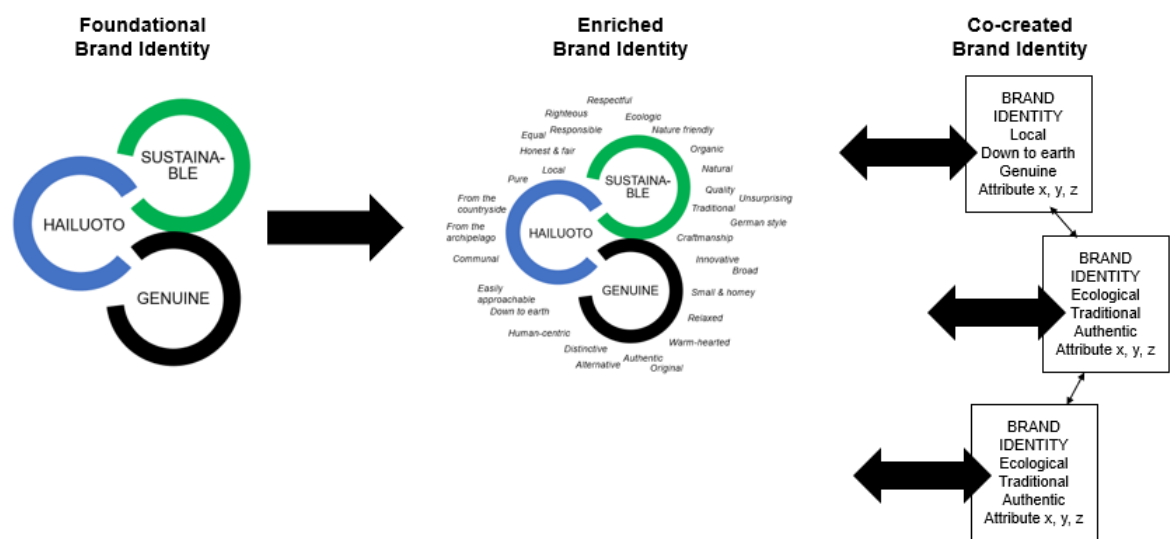 Foundational
Brand Identity
SUSTAINA-
BLE
HAILUOTO
GENUINE
Enriched
Brand Identity
Respectful
Righteous
Ecologic
Equal
Responsible
Nature friendly
Honest & fair
Organic
Local
Natural
Pure
SUSTAINA-
BLE
Quality
From the
countryside
Unsurprising
Traditional
German style
From the
archipelago
HAILUOTO
Craftmanship
Communal
Innovative
Broad
GENUINE
Easily
approachable
Small & homey
Down to earth
Relaxed
Human-centric
Warm-hearted
Distinctive
Authentic
Alternative
Original
Co-created
Brand Identity
BRAND
IDENTITY
Local
Down to earth
Genuine
Attribute x, y, z
BRAND
IDENTITY
Ecological
Traditional
Authentic
Attribute x, y, z
BRAND
IDENTITY
Ecological
Traditional
Authentic
Attribute x, y, z